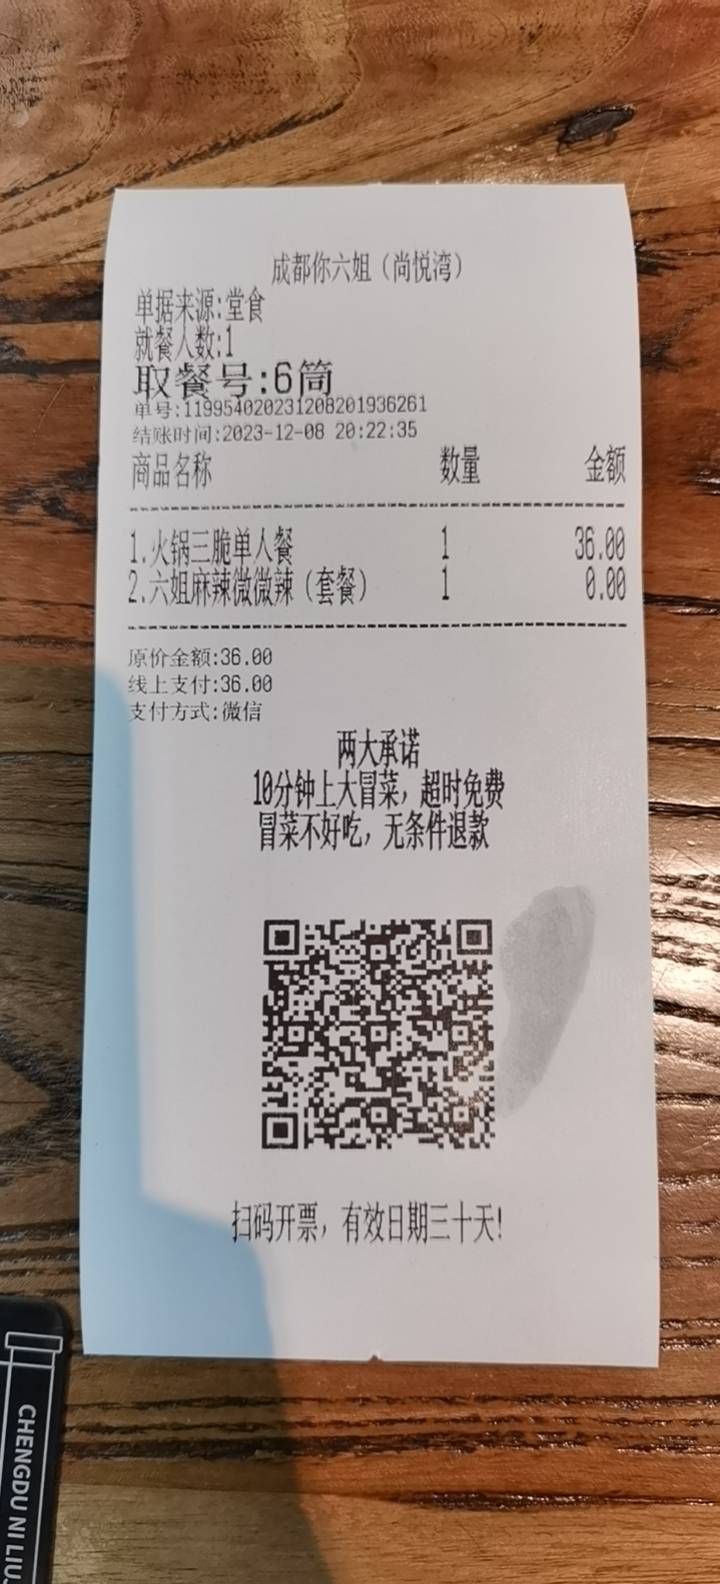 成都你六姐（尚悦湾）
单据来源:堂食
就餐人数:1
取餐号:6筒
单号:119954020231208201936261
结账时间:2023-12-08 20:22:35
商品名称 数量 金额
1.火锅三脆单人餐 1 36.00
2.六姐麻辣微微辣（套餐） 1 0.00
原价金额:36.00
线上支付:36.00
支付方式:微信
两大承诺
10分钟上大冒菜，超时免费
冒菜不好吃，无条件退款
扫码开票，有效日期三十天!
CHENGDU NI LIU